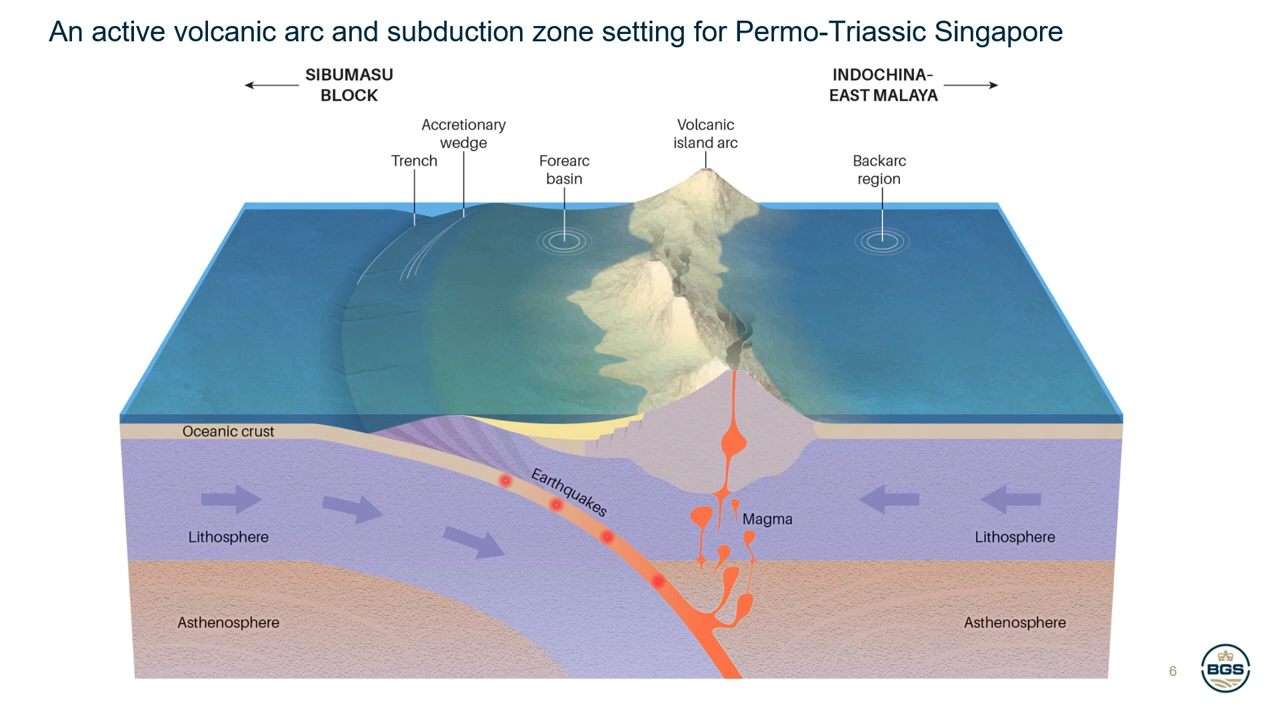 An active volcanic arc and subduction zone setting for Permo-Triassic Singapore
SIBUMASU
BLOCK
INDOCHINA–
EAST MALAYA
Accretionary
wedge
Trench
Forearc
basin
Volcanic
island arc
Backarc
region
Oceanic crust
Earthquakes
Magma
Lithosphere
Lithosphere
Asthenosphere
Asthenosphere
6
BGS